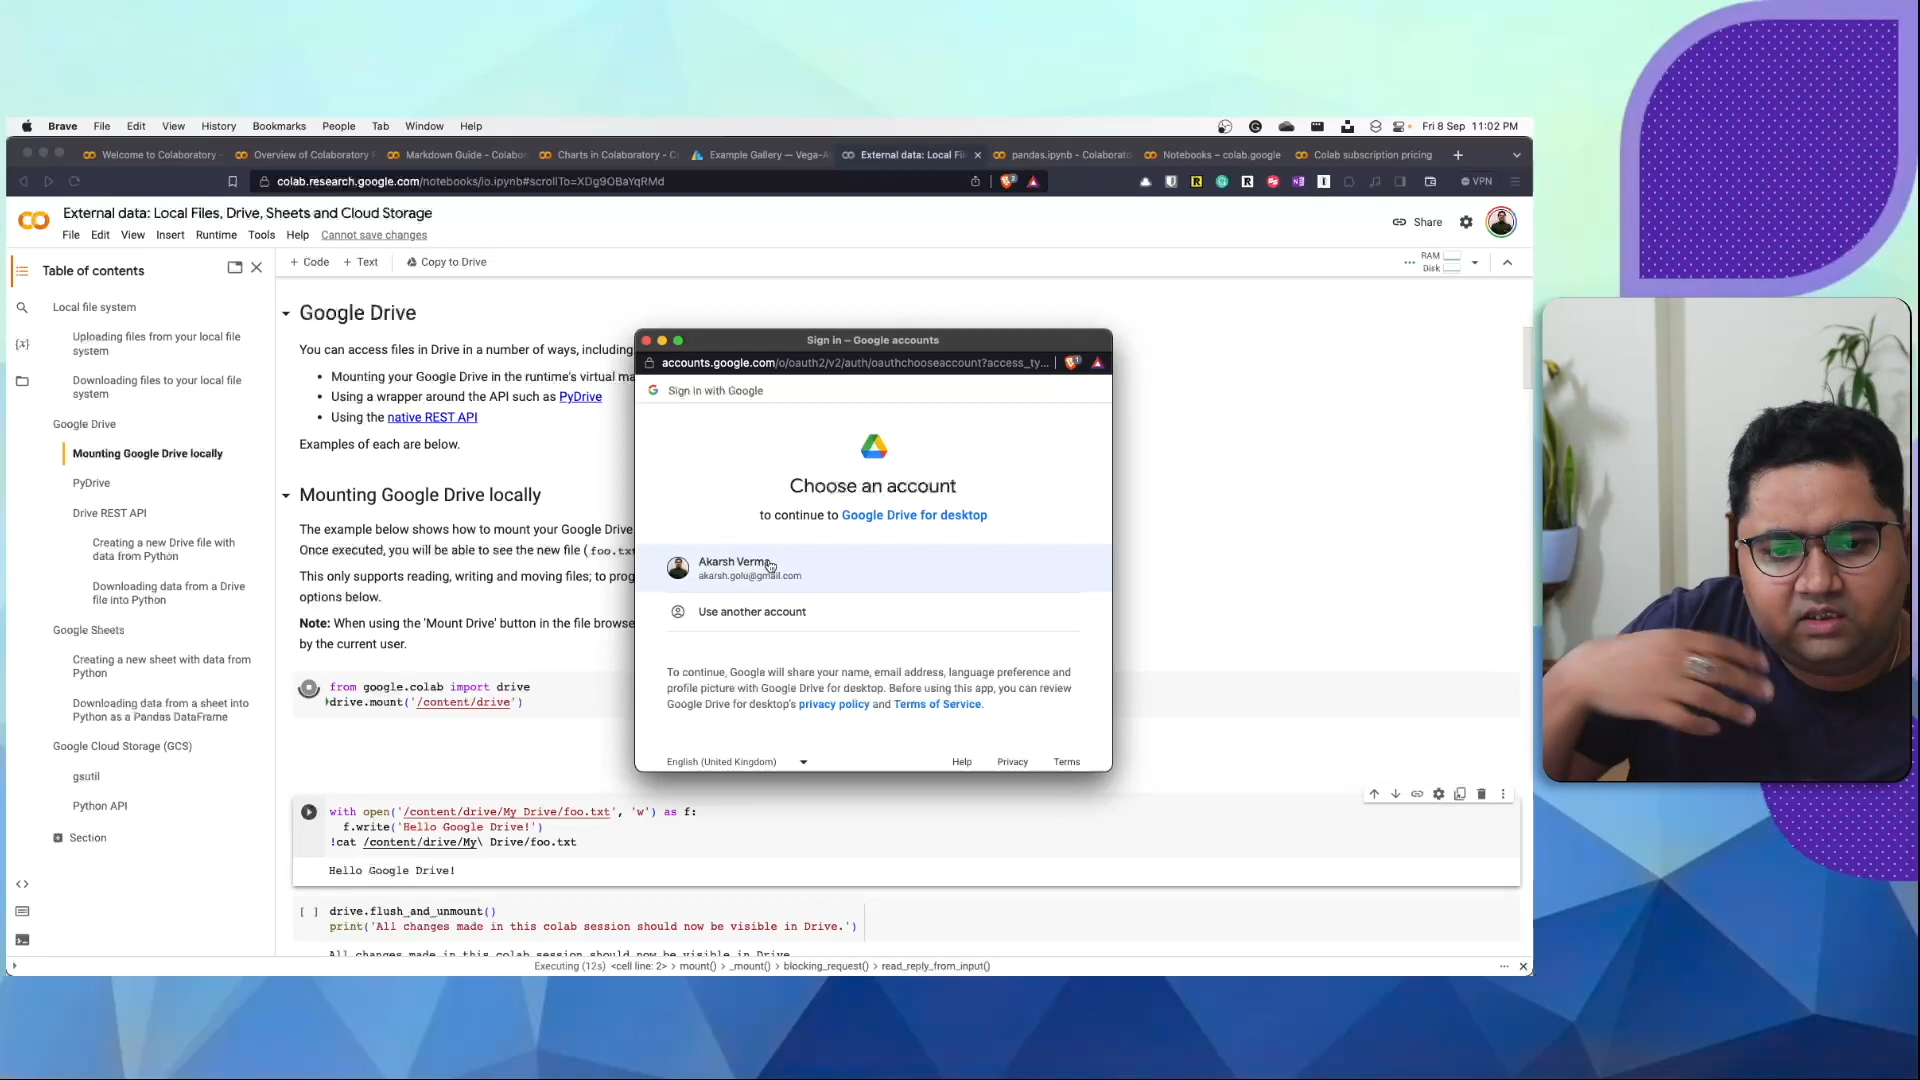 Brave File Edit View History Bookmarks People Tab Window Help
Fri 8 Sep 11:02 PM
Welcome to Colaboratory -
Overview of Colaboratory F
Markdown Guide - Colabor
Charts in Colaboratory - C
Example Gallery — Vega-A
External data: Local Fil
pandas.ipynb - Colaborato
Notebooks – colab.google
Colab subscription pricing
colab.research.google.com/notebooks/io.ipynb#scrollTo=XDg9OBaYqRMd
VPN
External data: Local Files, Drive, Sheets and Cloud Storage
File Edit View Insert Runtime Tools Help Cannot save changes
Share
+ Code + Text Copy to Drive
RAM
Disk
Table of contents
Local file system
Uploading files from your local file
system
Downloading files to your local file
system
Google Drive
Mounting Google Drive locally
PyDrive
Drive REST API
Creating a new Drive file with
data from Python
Downloading data from a Drive
file into Python
Google Sheets
Creating a new sheet with data from
Python
Downloading data from a sheet into
Python as a Pandas DataFrame
Google Cloud Storage (GCS)
gsutil
Python API
Section
Google Drive
You can access files in Drive in a number of ways, including
Mounting your Google Drive in the runtime's virtual ma
Using a wrapper around the API such as PyDrive
Using the native REST API
Examples of each are below.
Mounting Google Drive locally
The example below shows how to mount your Google Drive
Once executed, you will be able to see the new file (foo.txt
This only supports reading, writing and moving files; to prog
options below.
Note: When using the 'Mount Drive' button in the file browse
by the current user.
from google.colab import drive
drive.mount('/content/drive')
with open('/content/drive/My Drive/foo.txt', 'w') as f:
f.write('Hello Google Drive!')
!cat /content/drive/My\ Drive/foo.txt
Hello Google Drive!
[ ] drive.flush_and_unmount()
print('All changes made in this colab session should now be visible in Drive.')
All changes made in this colab session should now be visible in Drive.
Executing (12s) <cell line: 2> > mount() > _mount() > blocking_request() > read_reply_from_input()
Sign in – Google accounts
accounts.google.com/o/oauth2/v2/auth/oauthchooseaccount?access_ty...
Sign in with Google
Choose an account
to continue to Google Drive for desktop
Akarsh Verma
akarsh.golu@gmail.com
Use another account
To continue, Google will share your name, email address, language preference and
profile picture with Google Drive for desktop. Before using this app, you can review
Google Drive for desktop's privacy policy and Terms of Service.
English (United Kingdom) Help Privacy Terms